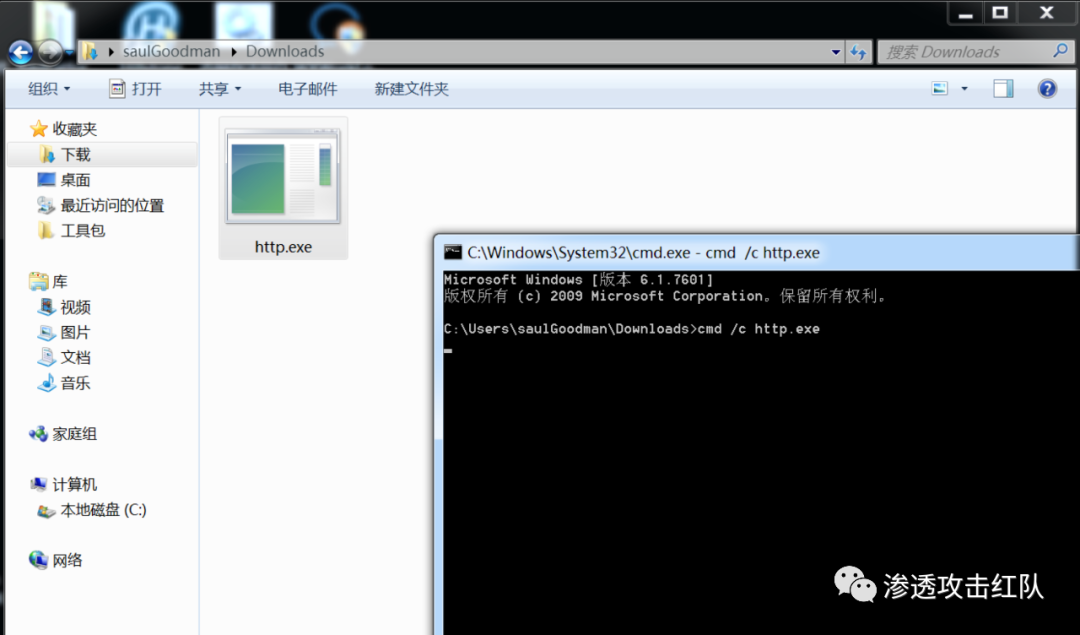 saulGoodman Downloads
搜索 Downloads
组织 打开 共享 电子邮件 新建文件夹
收藏夹
下载
桌面
最近访问的位置
工具包
库
视频
图片
文档
音乐
家庭组
计算机
本地磁盘 (C:)
网络
http.exe
C:\Windows\System32\cmd.exe - cmd /c http.exe
Microsoft Windows [版本 6.1.7601]
版权所有 (c) 2009 Microsoft Corporation。保留所有权利。
C:\Users\saulGoodman\Downloads>cmd /c http.exe
渗透攻击红队